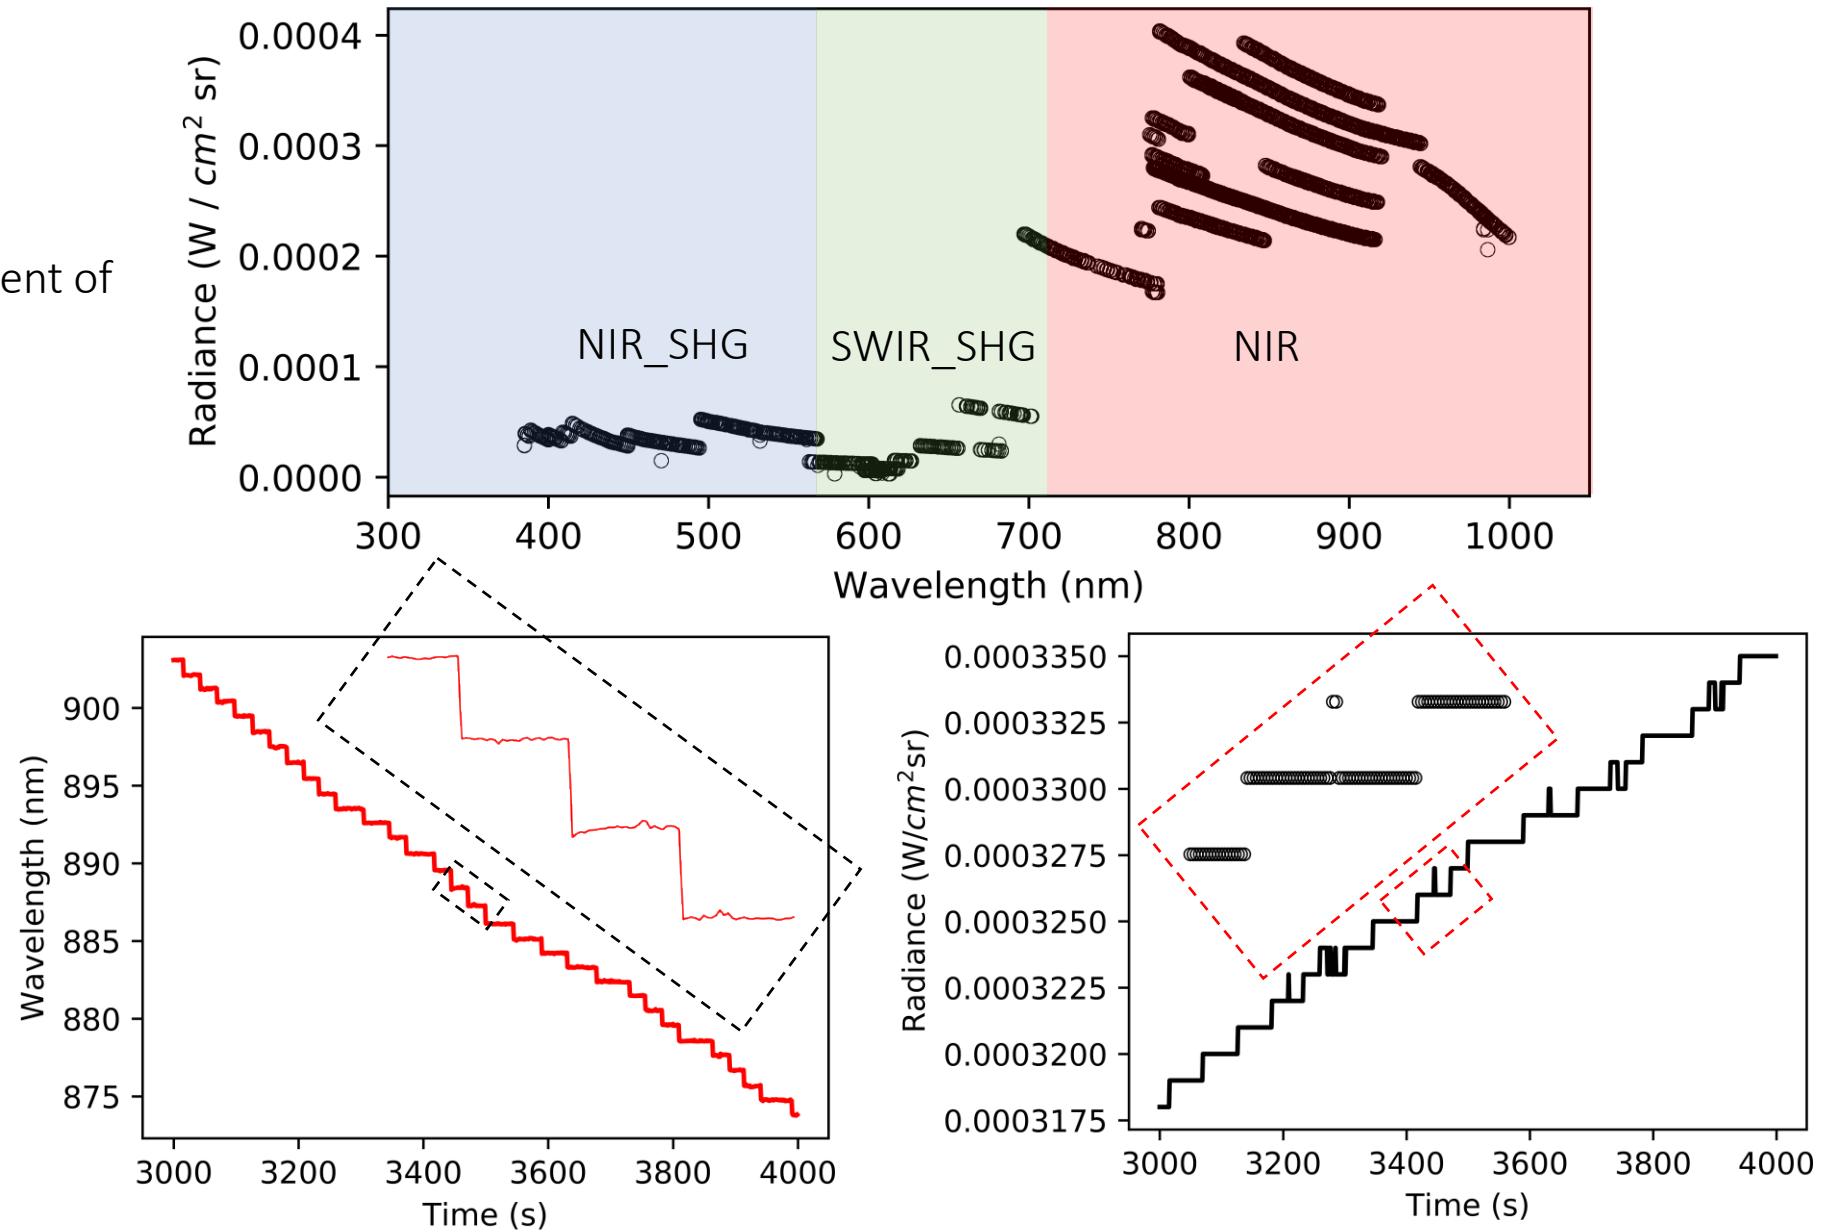 ent of
Radiance (W / cm² sr)
0.0004
0.0003
0.0002
0.0001
0.0000
NIR_SHG
SWIR_SHG
NIR
300 400 500 600 700 800 900 1000
Wavelength (nm)
Wavelength (nm)
900
895
890
885
880
875
3000 3200 3400 3600 3800 4000
Time (s)
Radiance (W/cm²sr)
0.0003350
0.0003325
0.0003300
0.0003275
0.0003250
0.0003225
0.0003200
0.0003175
3000 3200 3400 3600 3800 4000
Time (s)